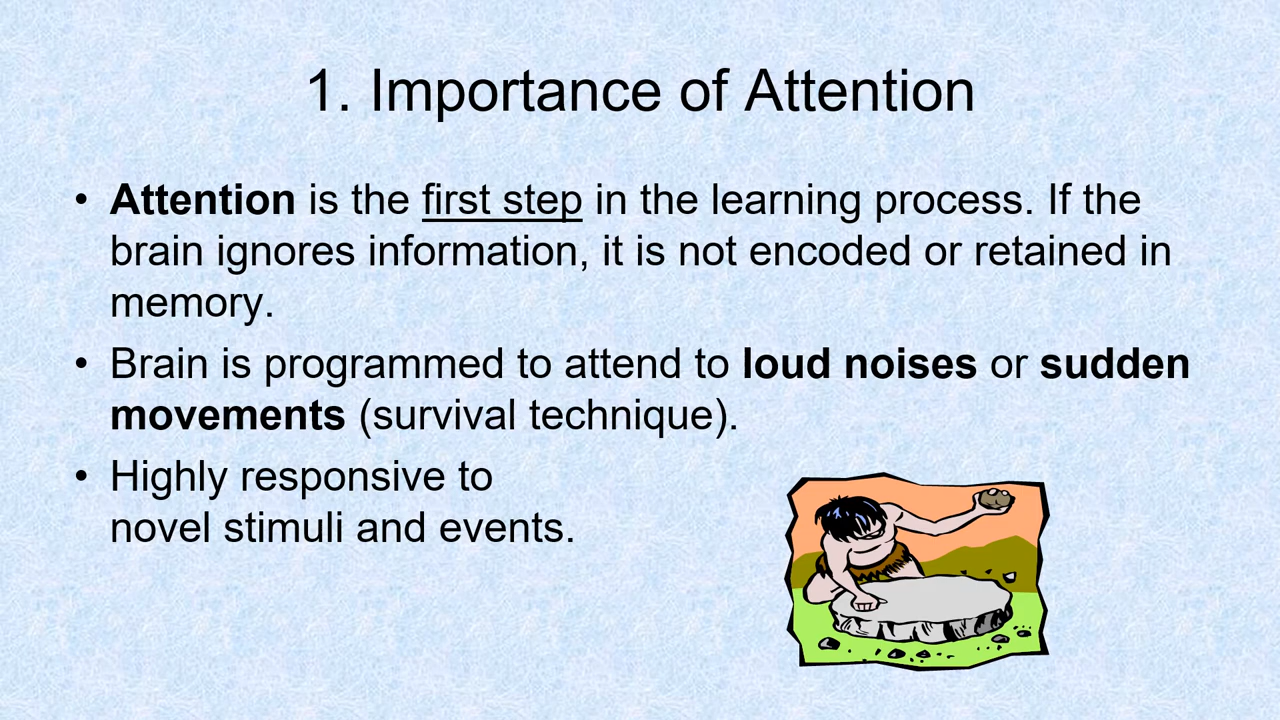 1. Importance of Attention
• Attention is the first step in the learning process. If the
brain ignores information, it is not encoded or retained in
memory.
• Brain is programmed to attend to loud noises or sudden
movements (survival technique).
• Highly responsive to
novel stimuli and events.